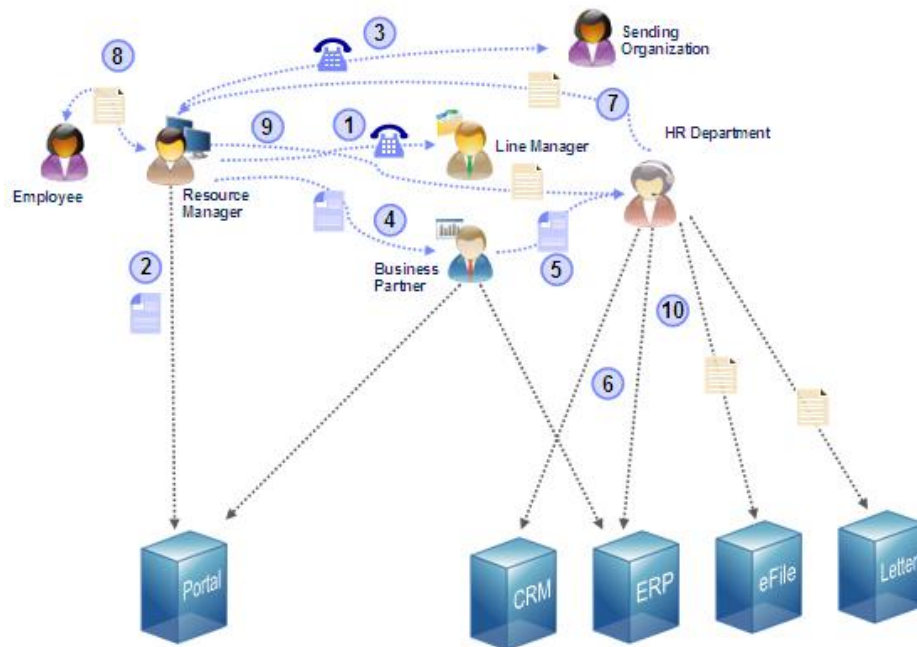 3
Sending
Organization
8
7
9
1
HR Department
Line Manager
Employee
Resource
Manager
4
2
Business
Partner
5
10
6
Portal
CRM
ERP
eFile
Letter